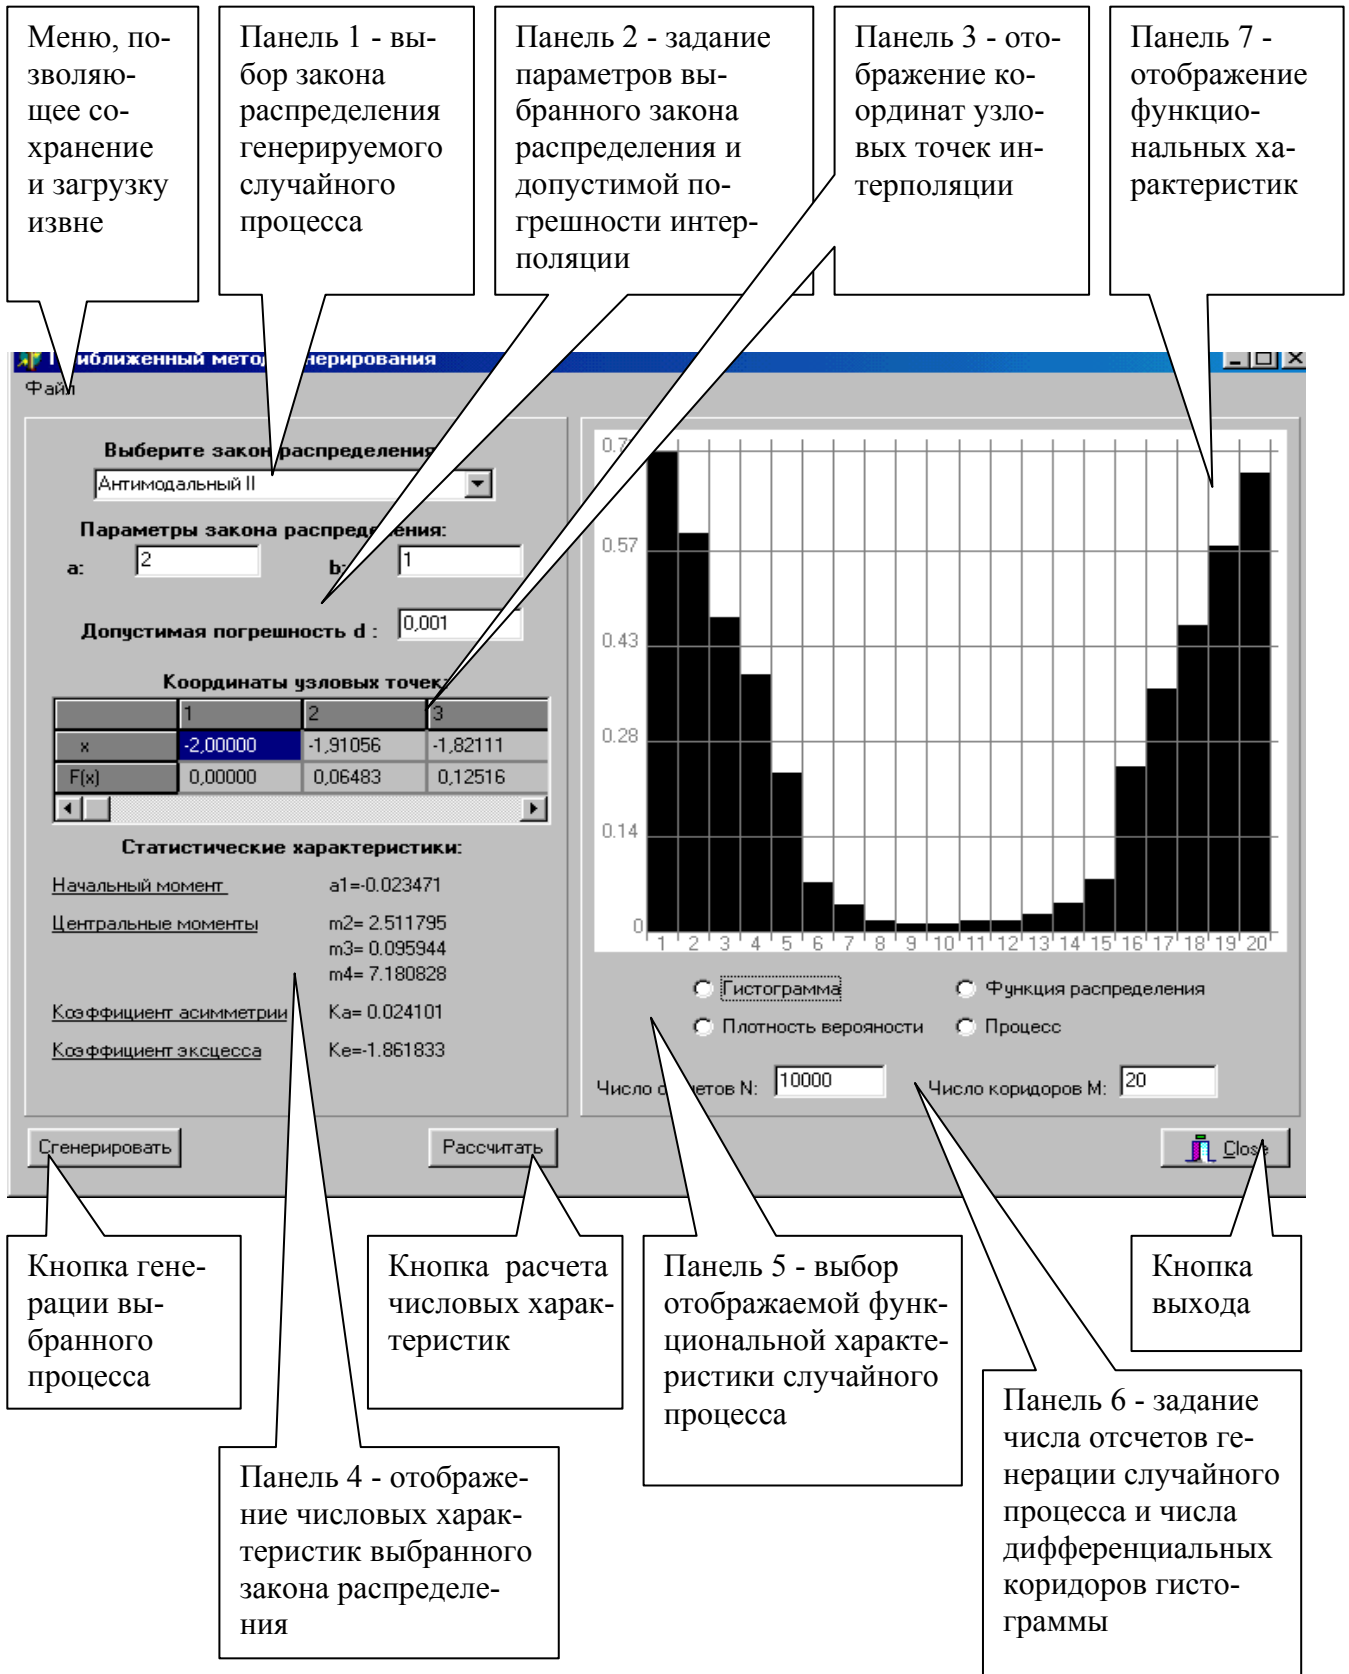 Меню, по-
зволяю-
щее со-
хранение
и загрузку
извне
Панель 1 - вы-
бор закона
распределения
генерируемого
случайного
процесса
Панель 2 - задание
параметров вы-
бранного закона
распределения и
допустимой по-
грешности интер-
поляции
Панель 3 - ото-
бражение ко-
ординат узло-
вых точек ин-
терполяции
Панель 7 -
отображение
функцио-
нальных ха-
рактеристик
Файл
Выберите закон распределения
Антимодальный II
Параметры закона распределения:
a: 2 b: 1
Допустимая погрешность d : 0,001
Координаты узловых точек:
1 2 3
x -2,00000 -1,91056 -1,82111
F(x) 0,00000 0,06483 0,12516
Статистические характеристики:
Начальный момент a1=-0.023471
Центральные моменты m2= 2.511795
m3= 0.095944
m4= 7.180828
Коэффициент асимметрии Ka= 0.024101
Коэффициент эксцесса Ke=-1.861833
0.57
0.43
0.28
0.14
0
1 2 3 4 5 6 7 8 9 10 11 12 13 14 15 16 17 18 19 20
Гистограмма Функция распределения
Плотность верояности Процесс
Число N: 10000 Число коридоров M: 20
Сгенерировать Рассчитать Close
Кнопка гене-
рации вы-
бранного
процесса
Кнопка расчета
числовых харак-
теристик
Панель 5 - выбор
отображаемой функ-
циональной характе-
ристики случайного
процесса
Кнопка
выхода
Панель 4 - отображе-
ние числовых харак-
теристик выбранного
закона распределе-
ния
Панель 6 - задание
числа отсчетов ге-
нерации случайного
процесса и числа
дифференциальных
коридоров гисто-
граммы